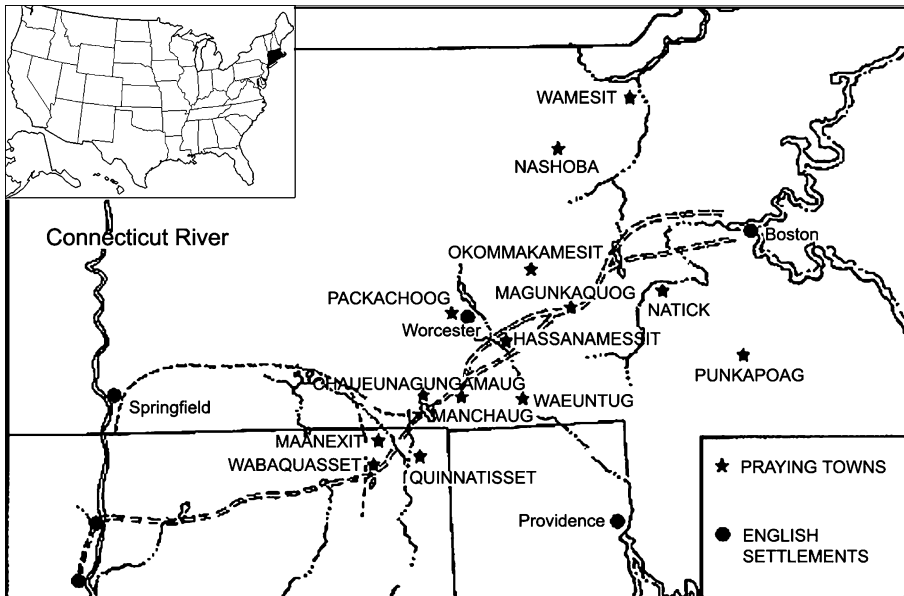 WAMESIT
NASHOBA
Connecticut River
Boston
OKOMMAKAMESIT
MAGUNKAQUOG
PACKACHOOG
NATICK
Worcester
HASSANAMESSIT
PUNKAPOAG
CHAUEUNAGUNGAMAUG
Springfield
WAEUNTUG
MANCHAUG
MAANEXIT
WABAQUASSET
QUINNATISSET
PRAYING TOWNS
Providence
ENGLISH
SETTLEMENTS